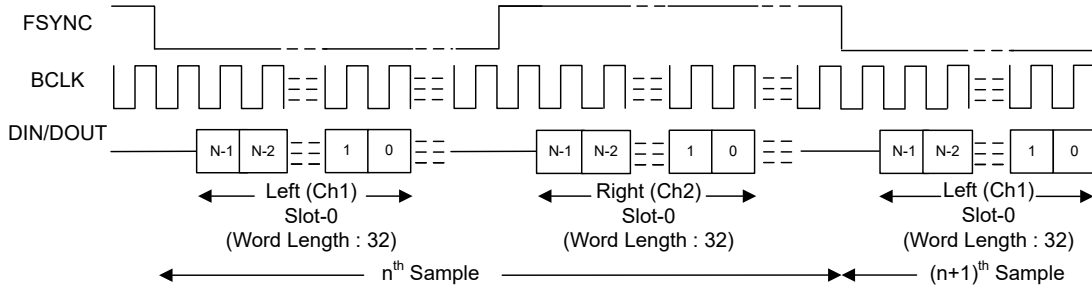 FSYNC
BCLK
DIN/DOUT
N-1 N-2 1 0 N-1 N-2 1 0 N-1 N-2 1 0
Left (Ch1) Right (Ch2) Left (Ch1)
Slot-0 Slot-0 Slot-0
(Word Length : 32) (Word Length : 32) (Word Length : 32)
nth Sample (n+1)th Sample